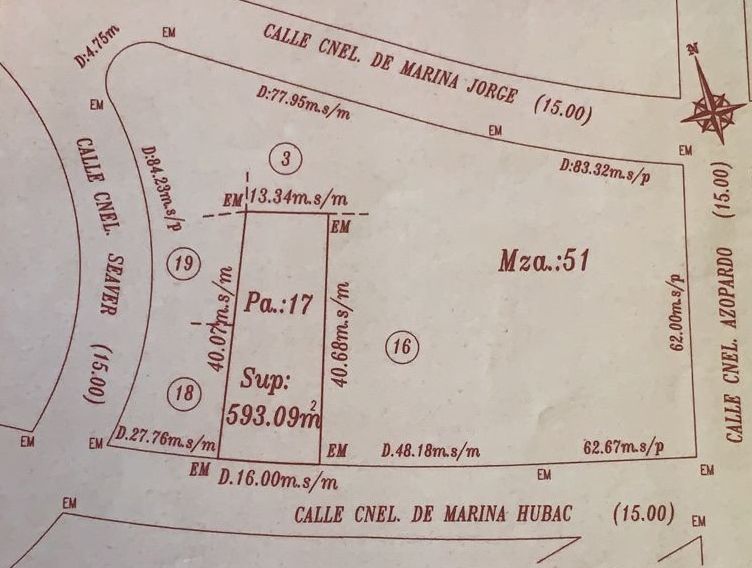 D:4.75m
EM
CALLE CNEL. DE MARINA JORGE (15.00)
N
EM
D:77.95m.s/m
EM
EM
D:84.23m.s/p
3
D:83.32m.s/p
CALLE CNEL. SEAVER (15.00)
EM
13.34m.s/m
EM
19
Pa.:17
Mza.:51
40.07m.s/m
40.68m.s/m
62.00m.s/p
CALLE CNEL. AZOPARDO (15.00)
16
Sup:
18
593.09m²
EM
EM
D.27.76m.s/m
EM
D.48.18m.s/m
62.67m.s/p
EM
D.16.00m.s/m
EM
EM
EM
CALLE CNEL. DE MARINA HUBAC (15.00)
EM